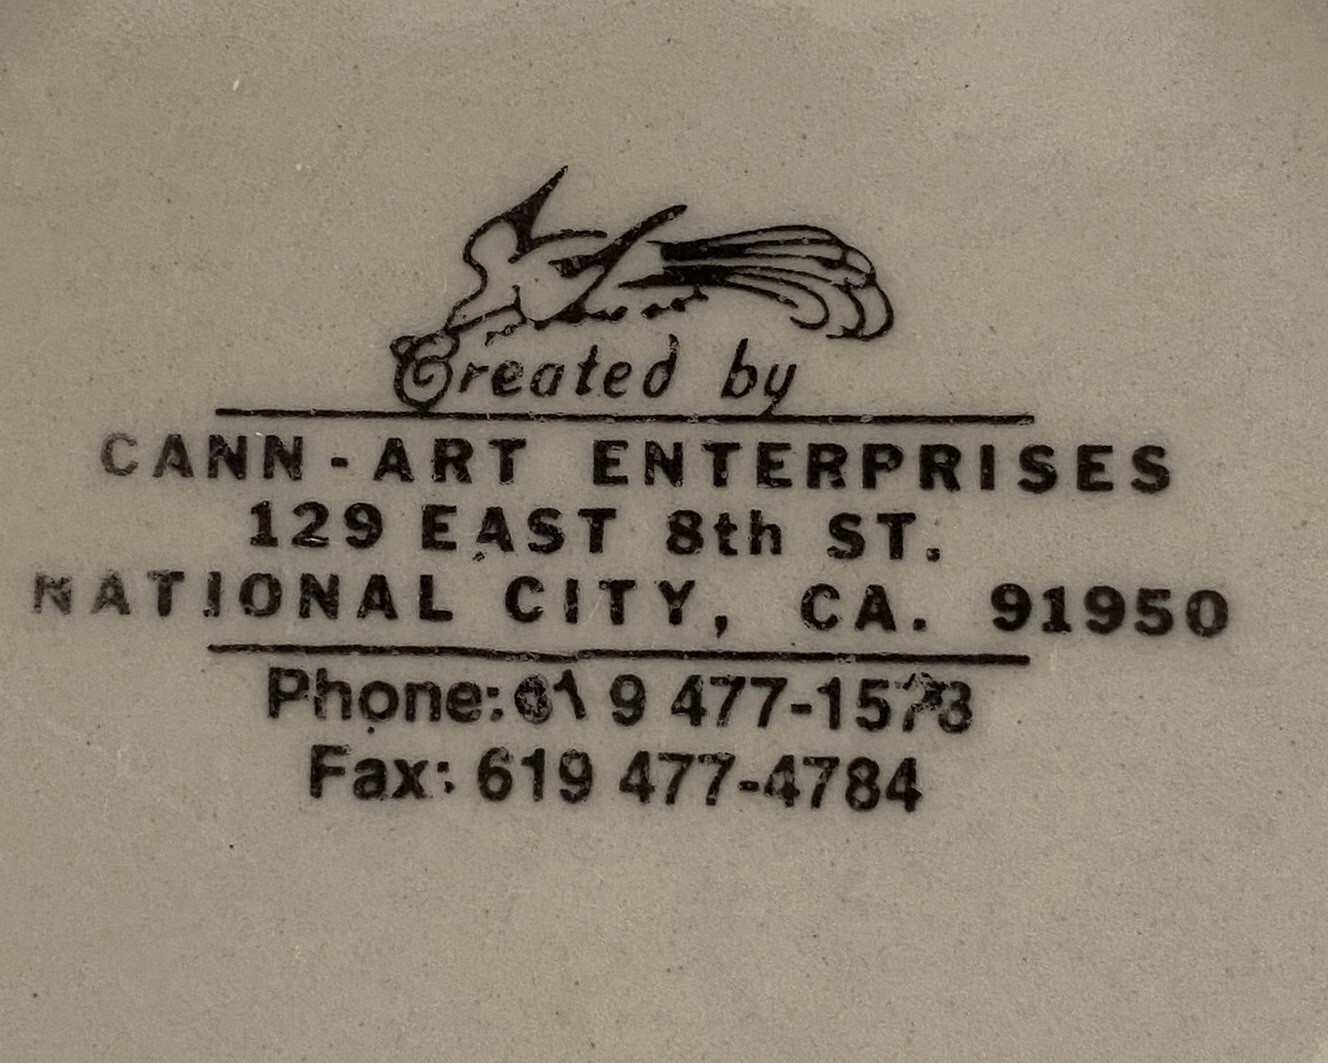 Created by
CANN-ART ENTERPRISES
129 EAST 8th ST.
NATIONAL CITY, CA. 91950
Phone: 619
Fax: 619 477-4784